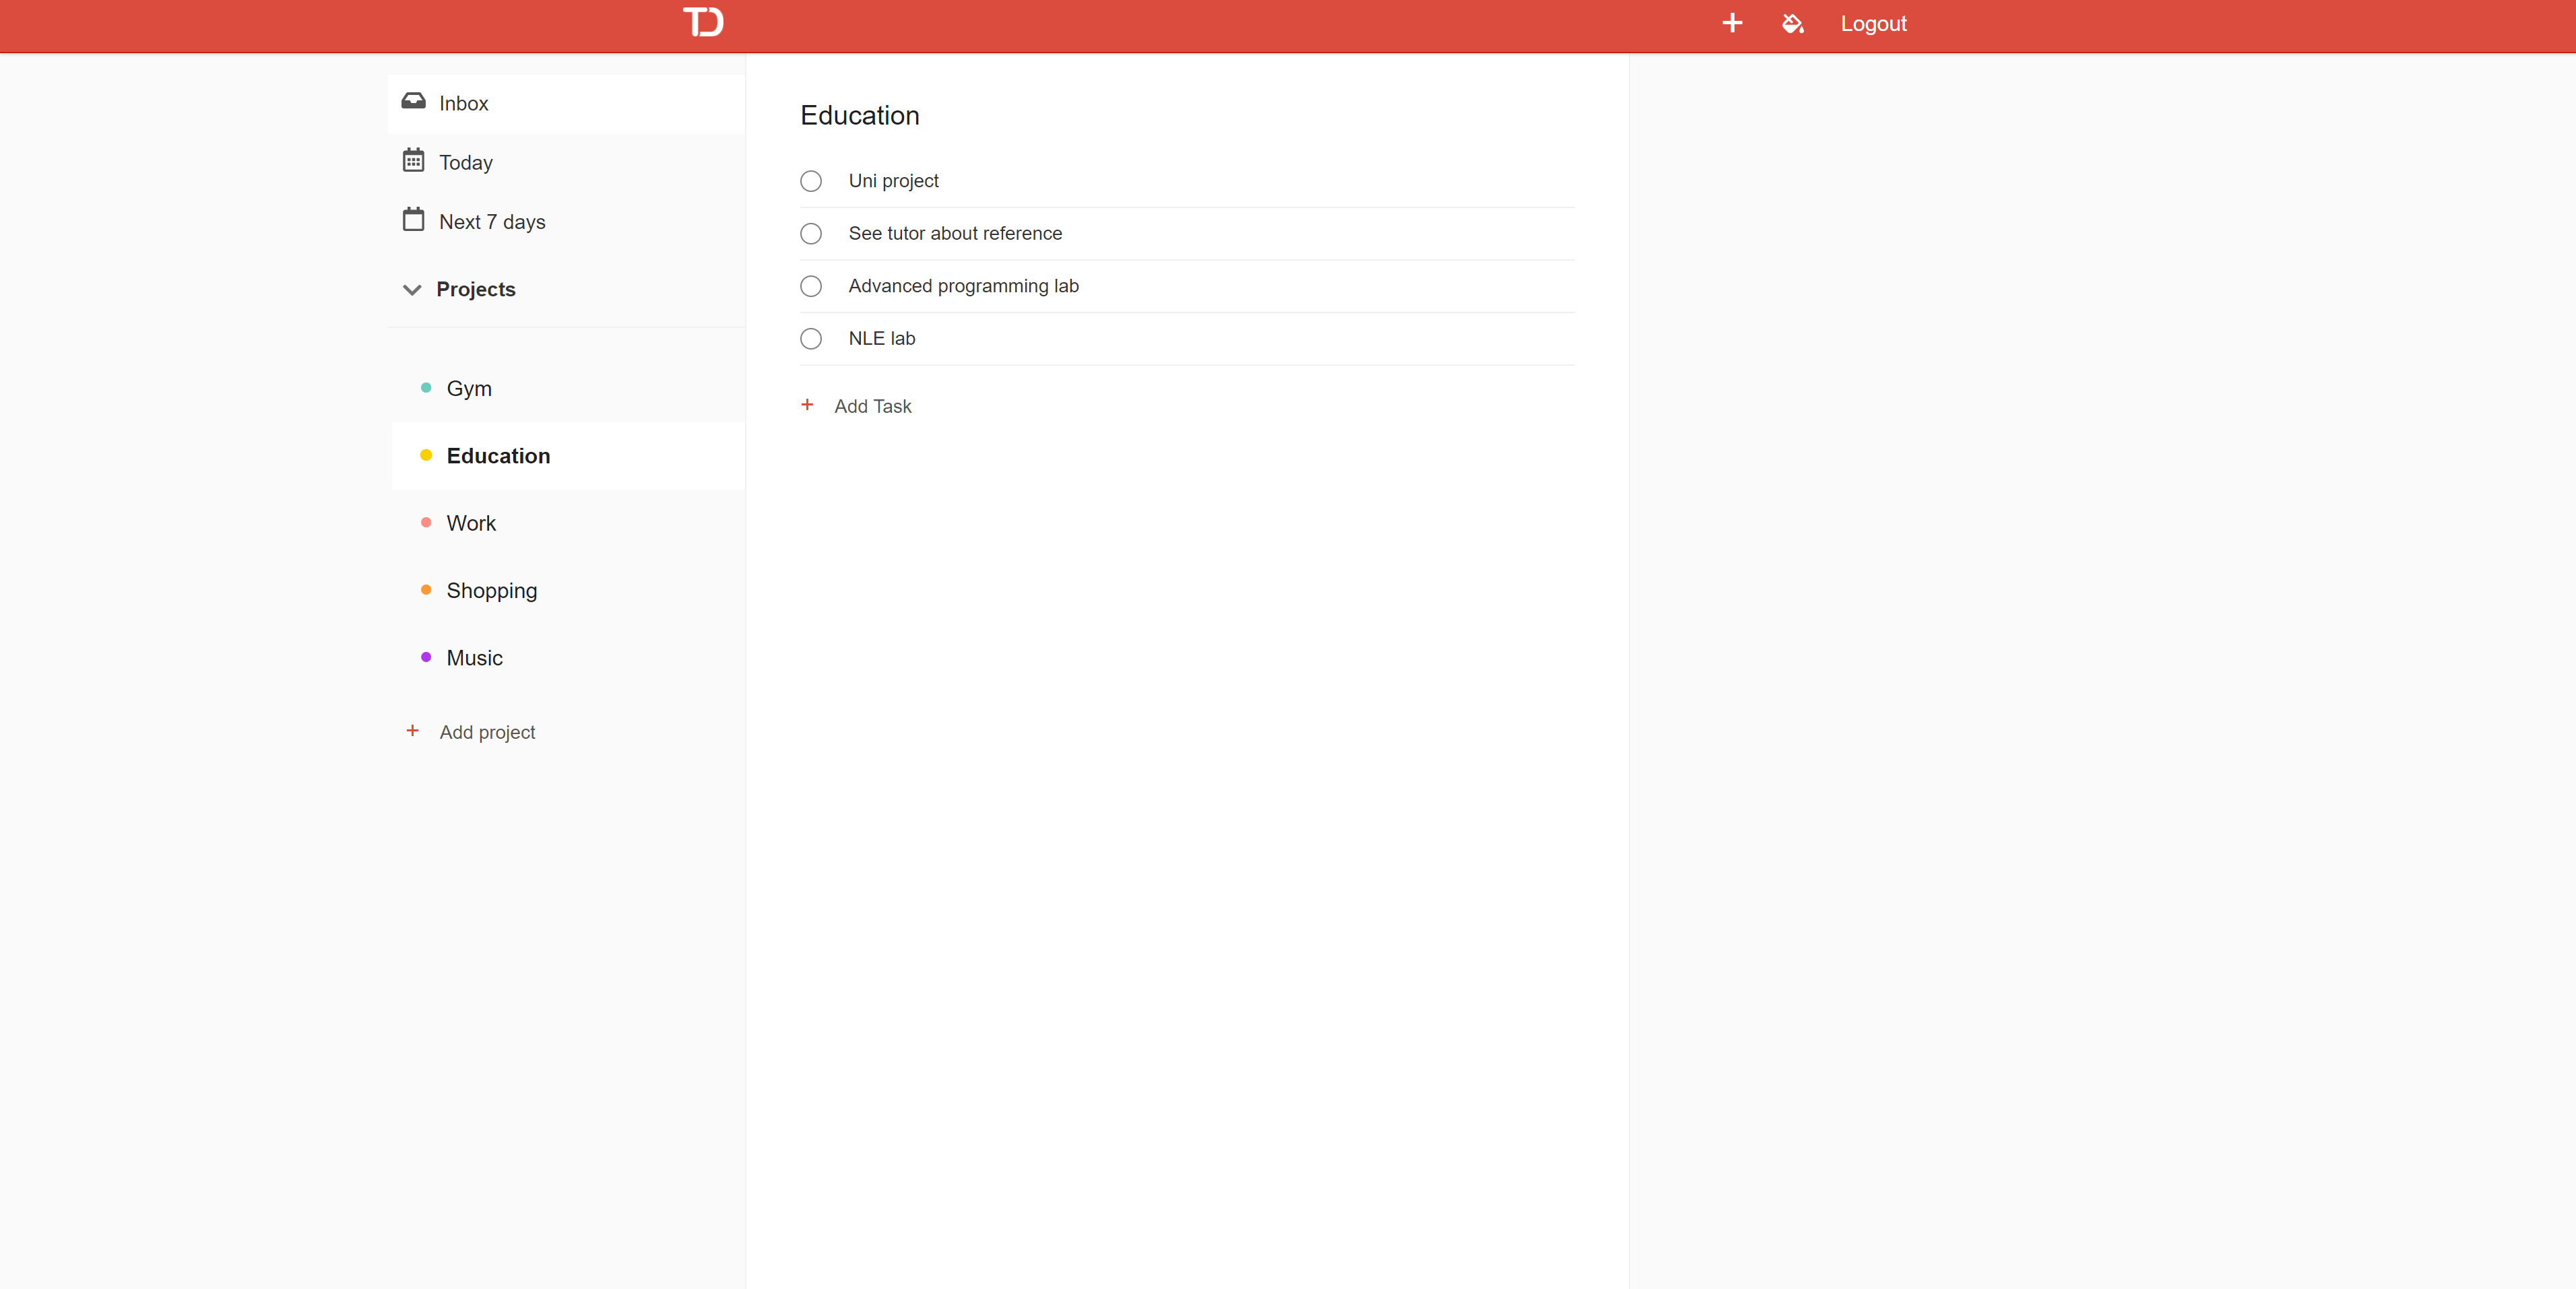 TD
Logout
Inbox
Today
Next 7 days
Projects
Gym
Education
Work
Shopping
Music
+ Add project
Education
Uni project
See tutor about reference
Advanced programming lab
NLE lab
+ Add Task